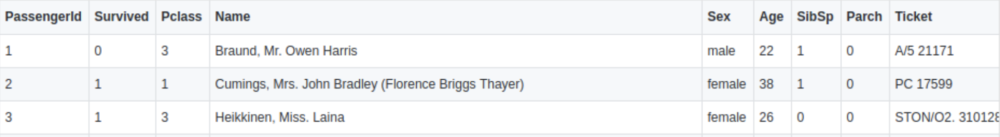 PassengerId Survived Pclass Name Sex Age SibSp Parch Ticket
1 0 3 Braund, Mr. Owen Harris male 22 1 0 A/5 21171
2 1 1 Cumings, Mrs. John Bradley (Florence Briggs Thayer) female 38 1 0 PC 17599
3 1 3 Heikkinen, Miss. Laina female 26 0 0 STON/O2. 310128